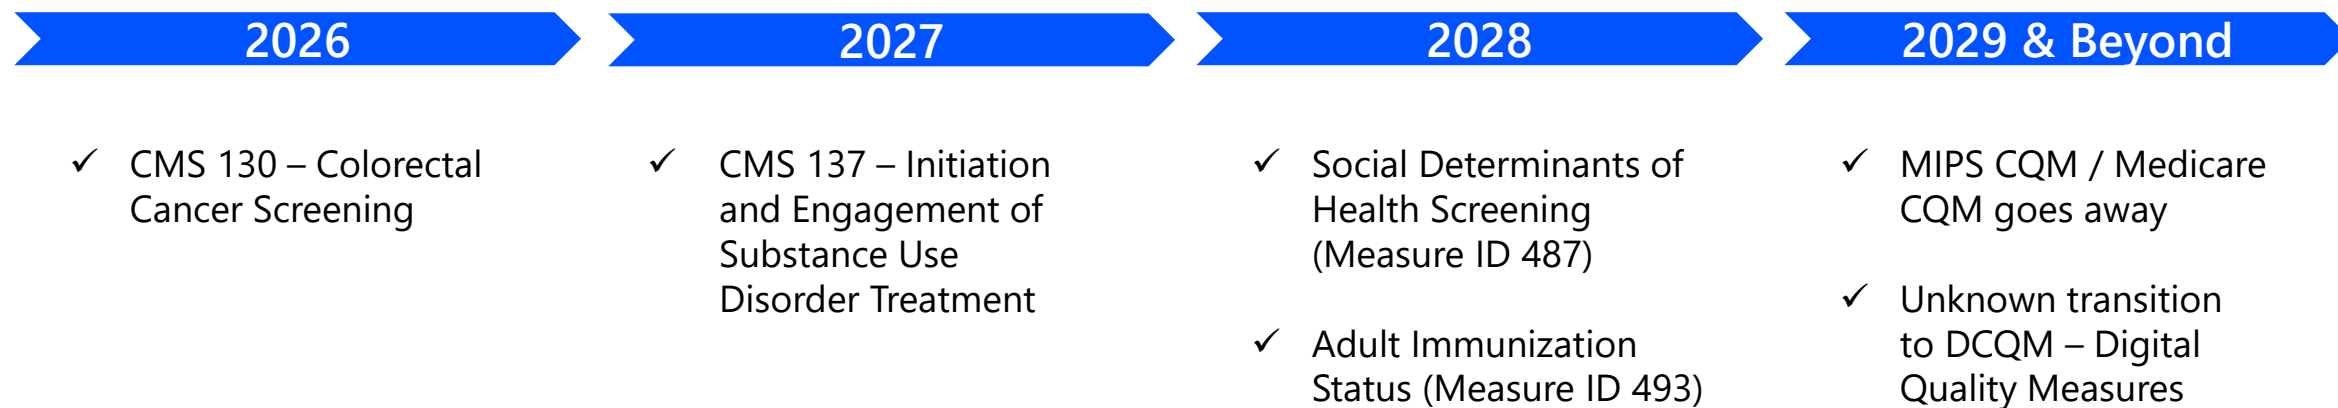 2026
✓ CMS 130 – Colorectal
Cancer Screening
2027
✓ CMS 137 – Initiation
and Engagement of
Substance Use
Disorder Treatment
2028
✓ Social Determinants of
Health Screening
(Measure ID 487)
✓ Adult Immunization
Status (Measure ID 493)
2029 & Beyond
✓ MIPS CQM / Medicare
CQM goes away
✓ Unknown transition
to DCQM – Digital
Quality Measures